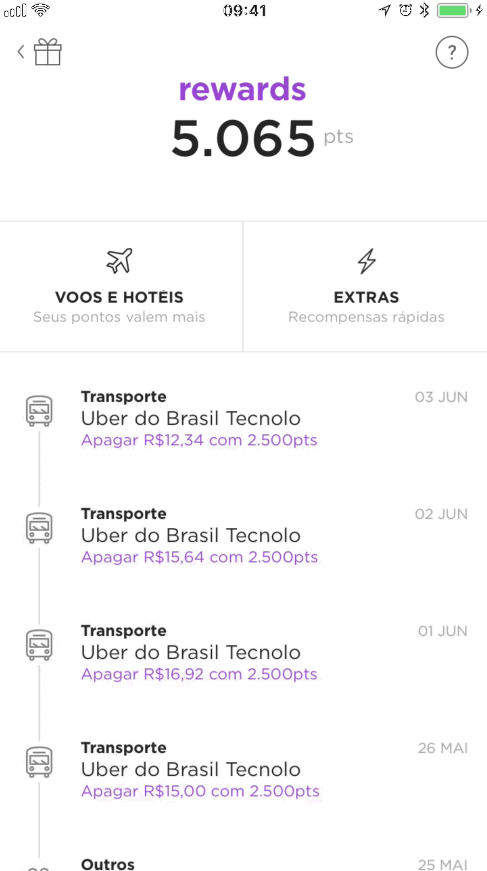 09:41
?
rewards
5.065 pts
VOOS E HOTÉIS
Seus pontos valem mais
EXTRAS
Recompensas rápidas
Transporte 03 JUN
Uber do Brasil Tecnolo
Apagar R$12,34 com 2.500pts
Transporte 02 JUN
Uber do Brasil Tecnolo
Apagar R$15,64 com 2.500pts
Transporte 01 JUN
Uber do Brasil Tecnolo
Apagar R$16,92 com 2.500pts
Transporte 26 MAI
Uber do Brasil Tecnolo
Apagar R$15,00 com 2.500pts
Outros 25 MAI